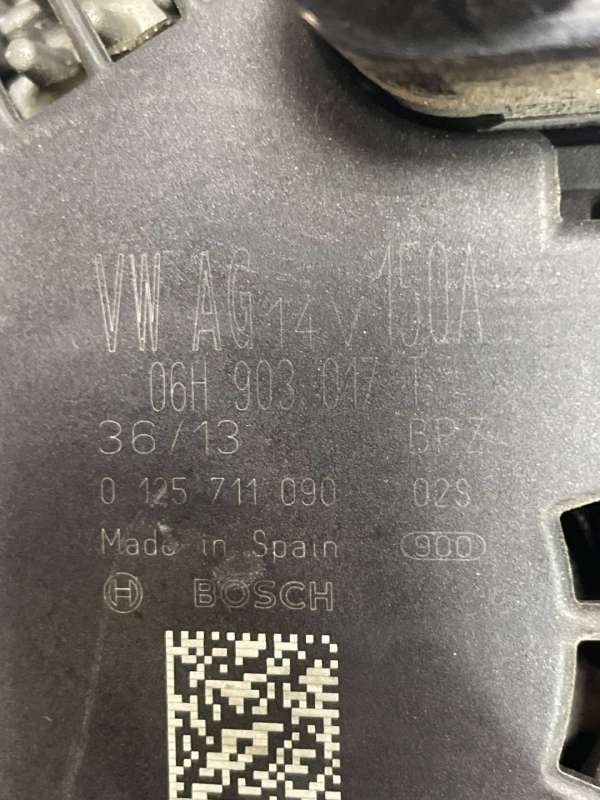 VW AG 14 V 150A
06H 903 017 T
36/13 BPZ
0 125 711 090 02S
Made in Spain 900
BOSCH